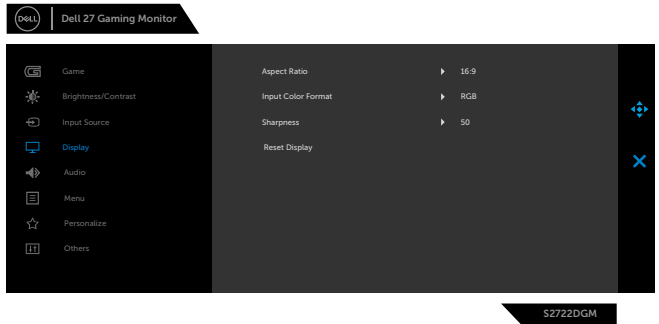 DELL
Dell 27 Gaming Monitor
Game
Aspect Ratio 16:9
Brightness/Contrast
Input Color Format RGB
Input Source
Sharpness 50
Display
Reset Display
Audio
Menu
Personalize
Others
S2722DGM